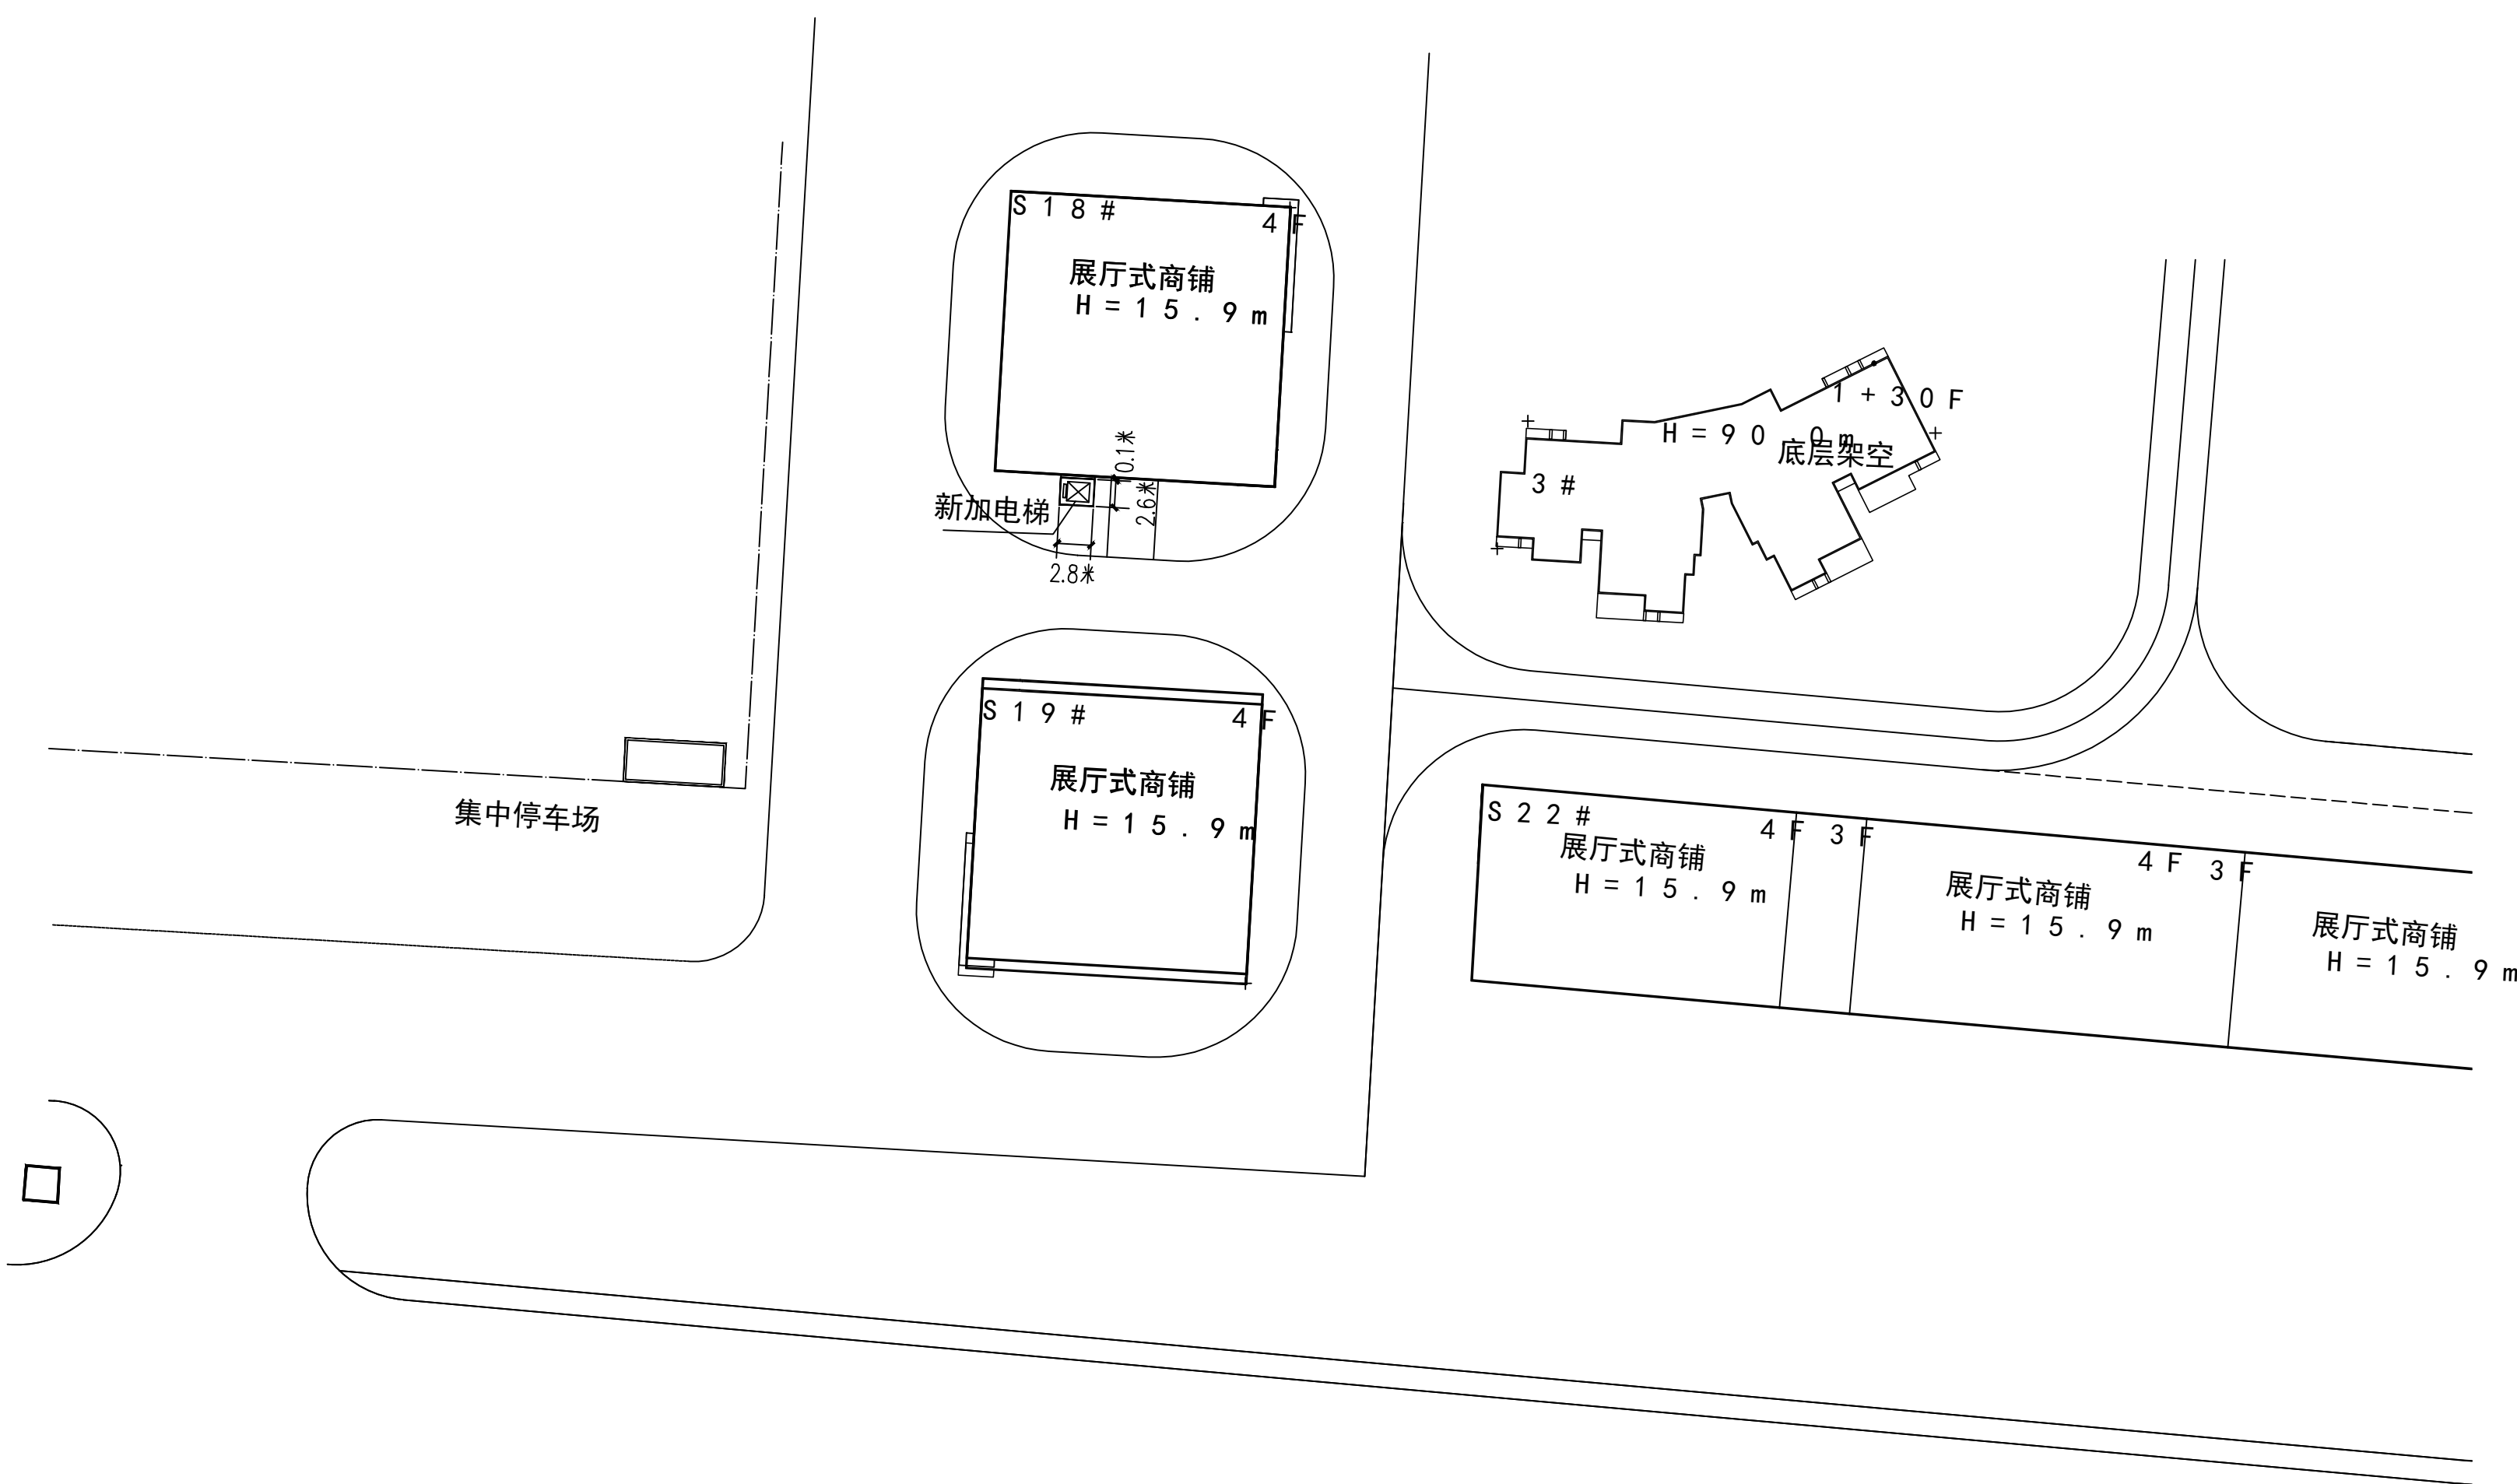 S18# 4F
展厅式商铺
H=15.9m
0.1米
2.6米
新加电梯
2.8米
1+30F
H=90.0m
底层架空
3#
S19# 4F
展厅式商铺
H=15.9m
集中停车场
S22# 4F 3F
展厅式商铺
H=15.9m
4F 3F
展厅式商铺
H=15.9m
展厅式商铺
H=15.9m